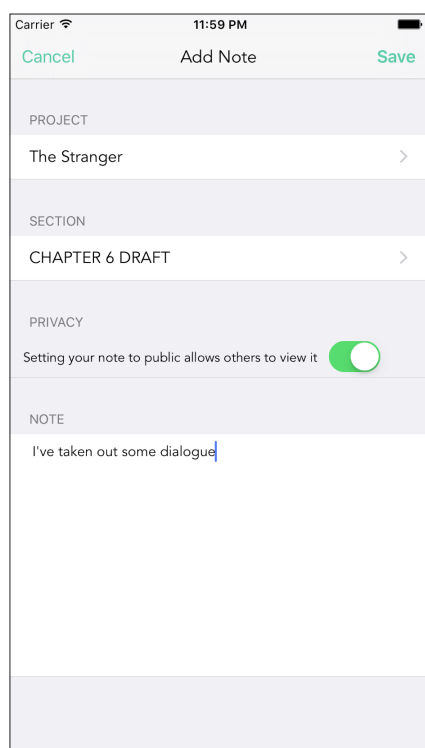 Carrier 11:59 PM
Cancel Add Note Save
PROJECT
The Stranger
SECTION
CHAPTER 6 DRAFT
PRIVACY
Setting your note to public allows others to view it
NOTE
I've taken out some dialogue